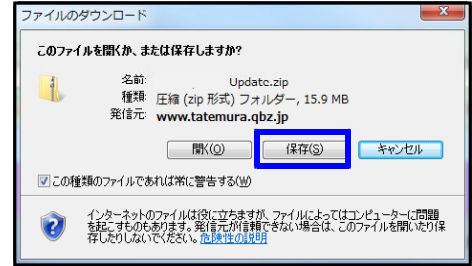 ファイルのダウンロード
このファイルを開くか、または保存しますか?
名前: Update.zip
種類: 圧縮 (zip 形式) フォルダー, 15.9 MB
発信元: www.tatemura.qbz.jp
開く(O) 保存(S) キャンセル
この種類のファイルであれば常に警告する(W)
インターネットのファイルは役に立ちますが、ファイルによってはコンピューターに問題
を起こすものもあります。発信元が信頼できない場合は、このファイルを開いたり保
存したりしないでください。危険性の説明